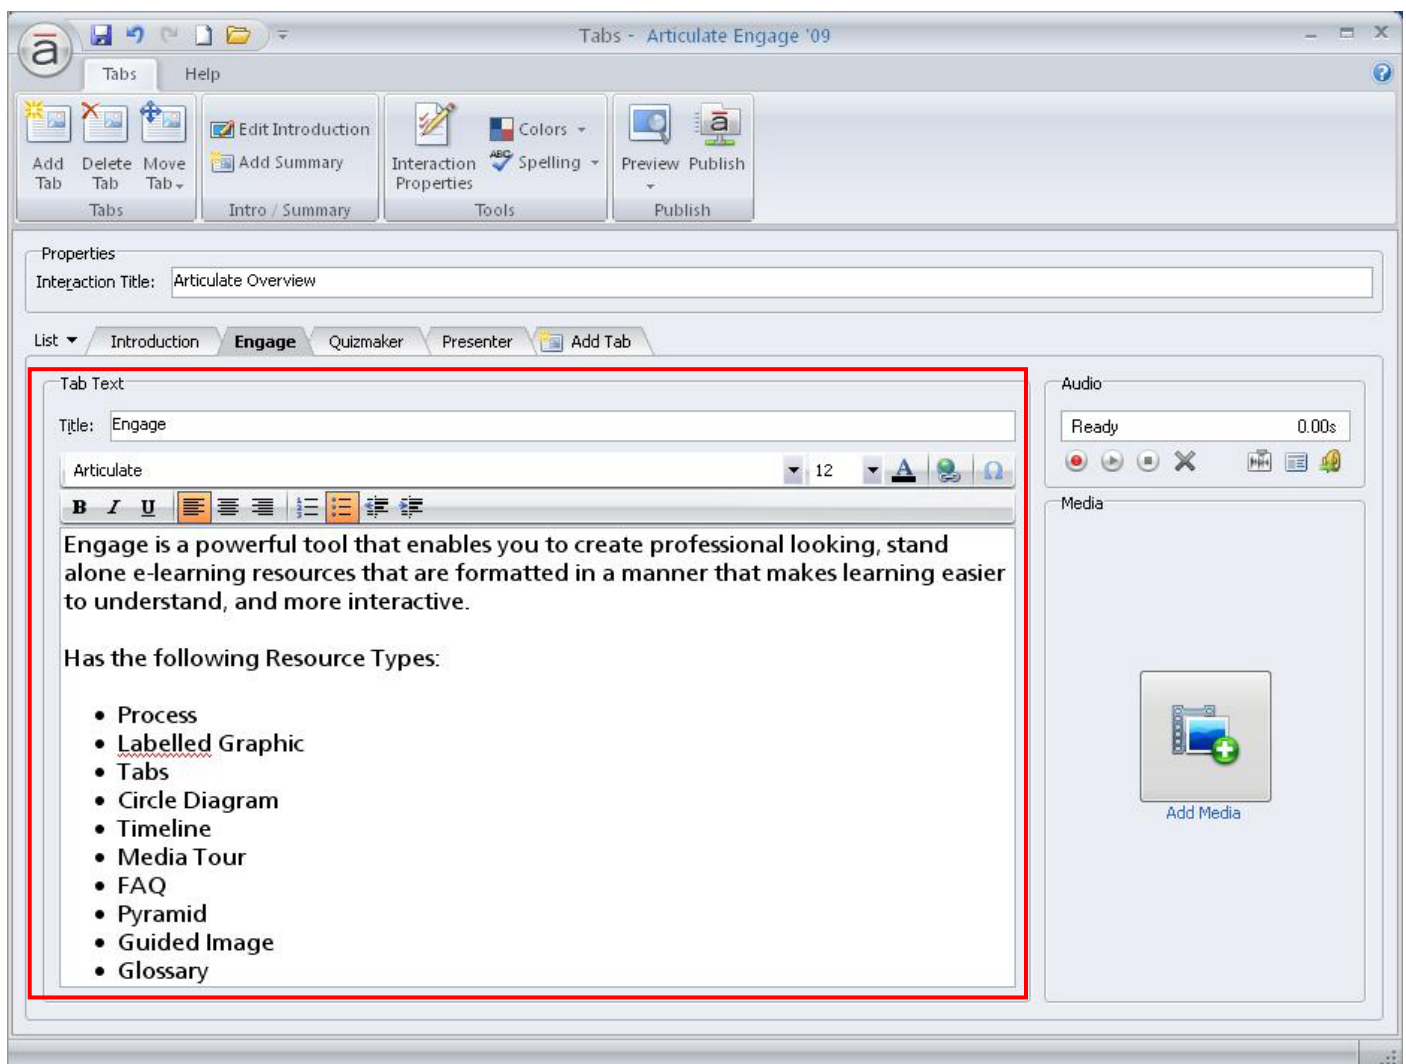 Tabs - Articulate Engage '09
Tabs Help
Add Tab
Delete Tab
Move Tab
Tabs
Edit Introduction
Add Summary
Intro / Summary
Interaction Properties
Colors
ABC Spelling
Tools
Preview
Publish
Publish
Properties
Interaction Title: Articulate Overview
List Introduction Engage Quizmaker Presenter Add Tab
Tab Text
Title: Engage
Articulate 12 A Ω
B I U
Engage is a powerful tool that enables you to create professional looking, stand
alone e-learning resources that are formatted in a manner that makes learning easier
to understand, and more interactive.
Has the following Resource Types:
• Process
• Labelled Graphic
• Tabs
• Circle Diagram
• Timeline
• Media Tour
• FAQ
• Pyramid
• Guided Image
• Glossary
Audio
Ready 0.00s
Media
Add Media